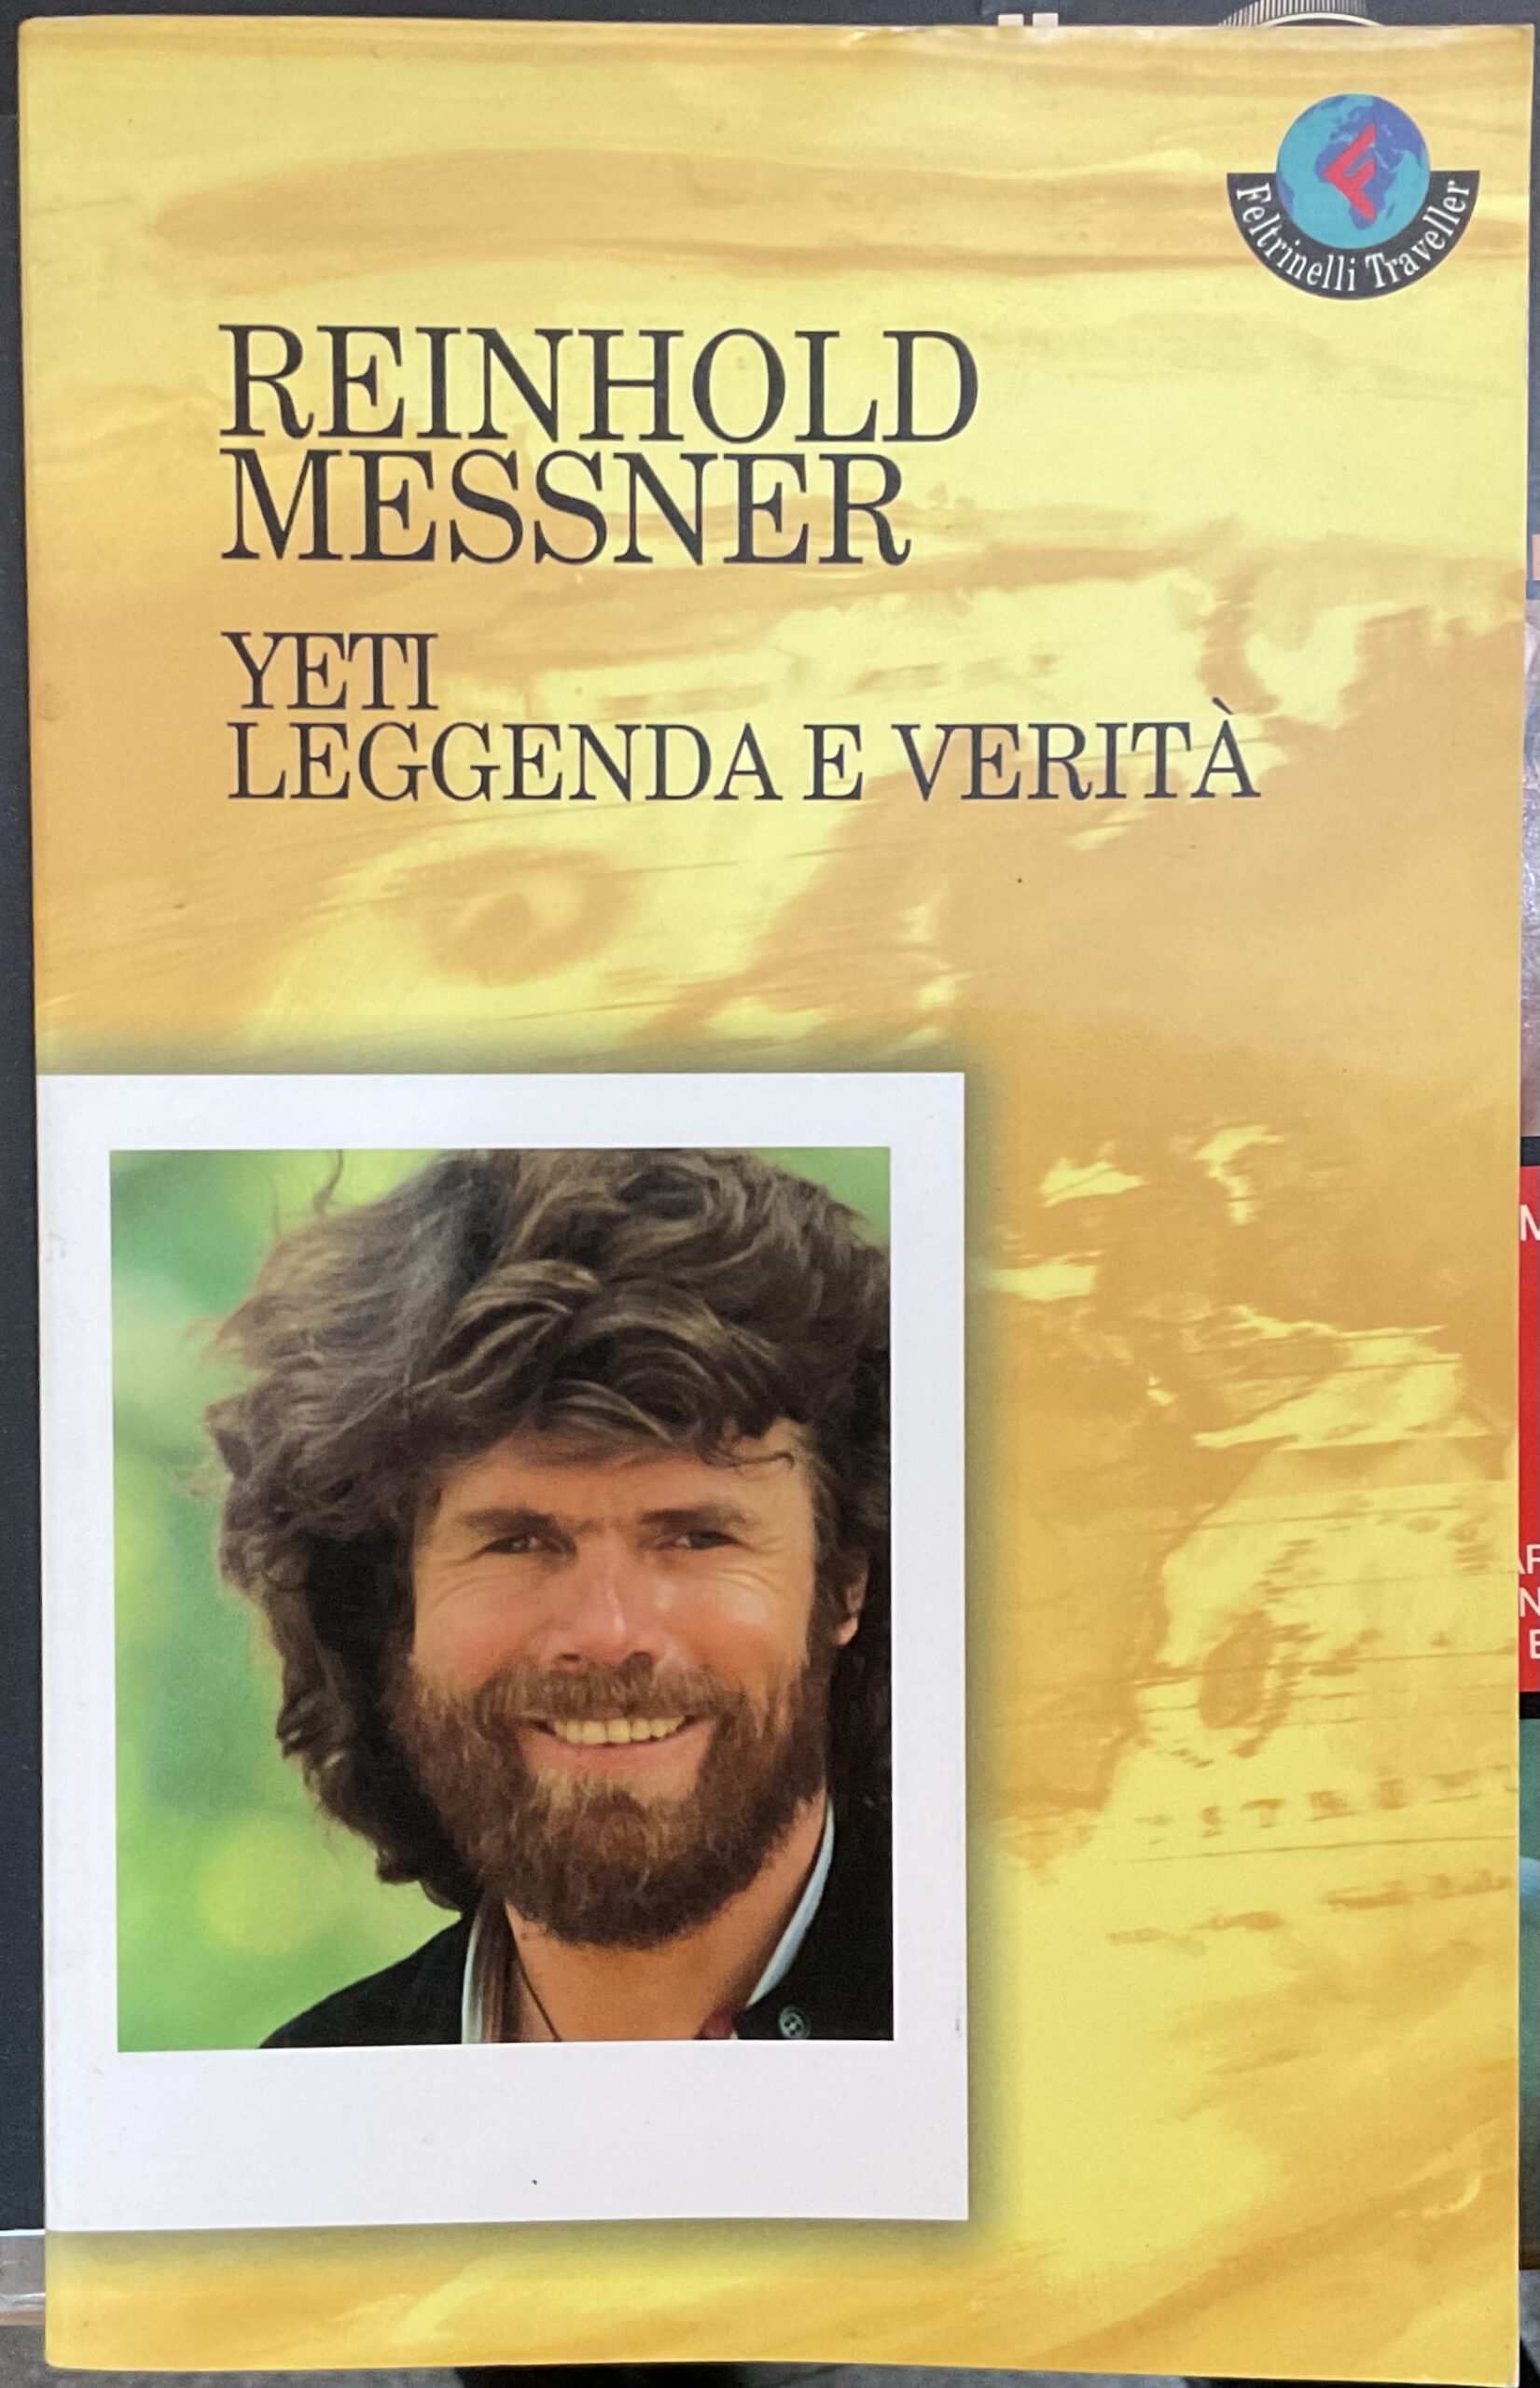 Feltrinelli Traveller
REINHOLD
MESSNER
YETI
LEGGENDA E VERITÀ